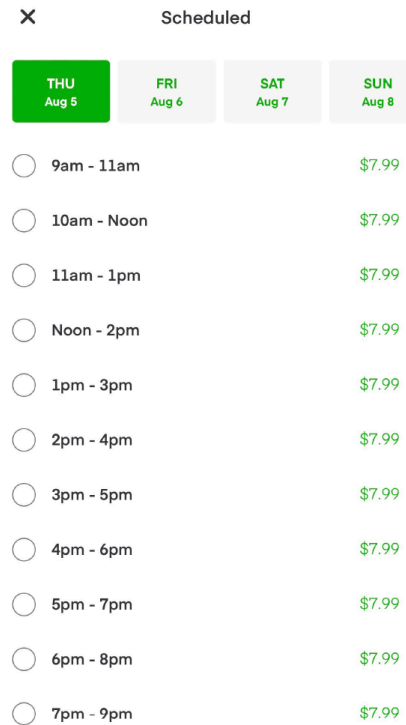 Scheduled
THU FRI SAT SUN
Aug 5 Aug 6 Aug 7 Aug 8
9am - 11am $7.99
10am - Noon $7.99
11am - 1pm $7.99
Noon - 2pm $7.99
1pm - 3pm $7.99
2pm - 4pm $7.99
3pm - 5pm $7.99
4pm - 6pm $7.99
5pm - 7pm $7.99
6pm - 8pm $7.99
7pm - 9pm $7.99